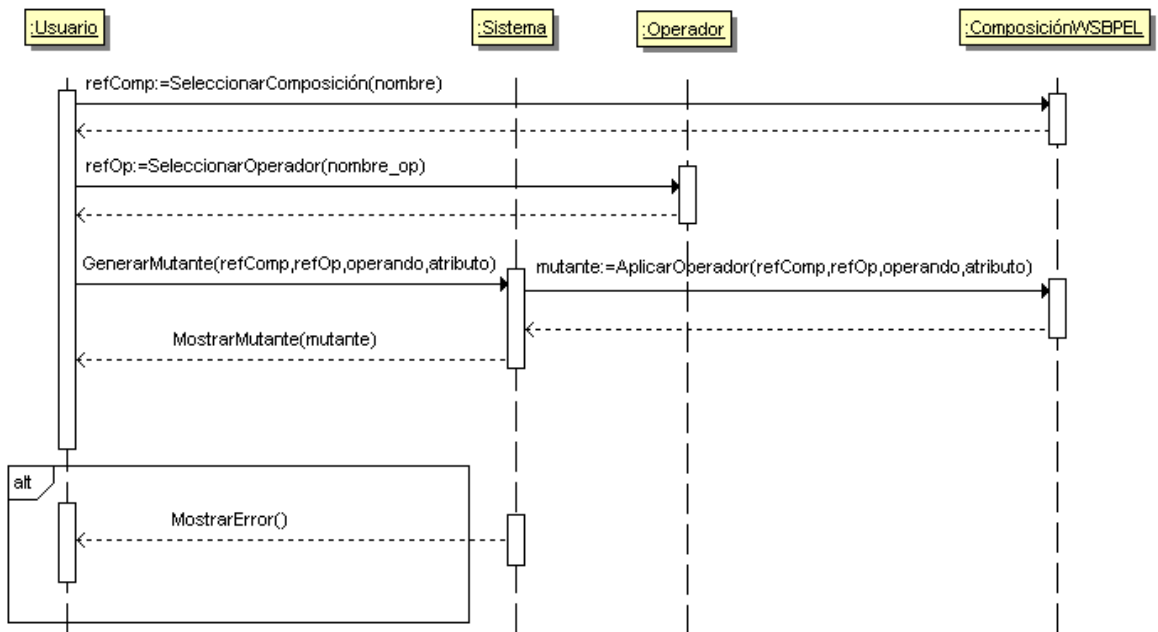 :Usuario
:Sistema
:Operador
:ComposiciónWSBPEL
refComp:=SeleccionarComposición(nombre)
refOp:=SeleccionarOperador(nombre_op)
GenerarMutante(refComp,refOp,operando,atributo)
mutante:=AplicarOperador(refComp,refOp,operando,atributo)
MostrarMutante(mutante)
alt
MostrarError()